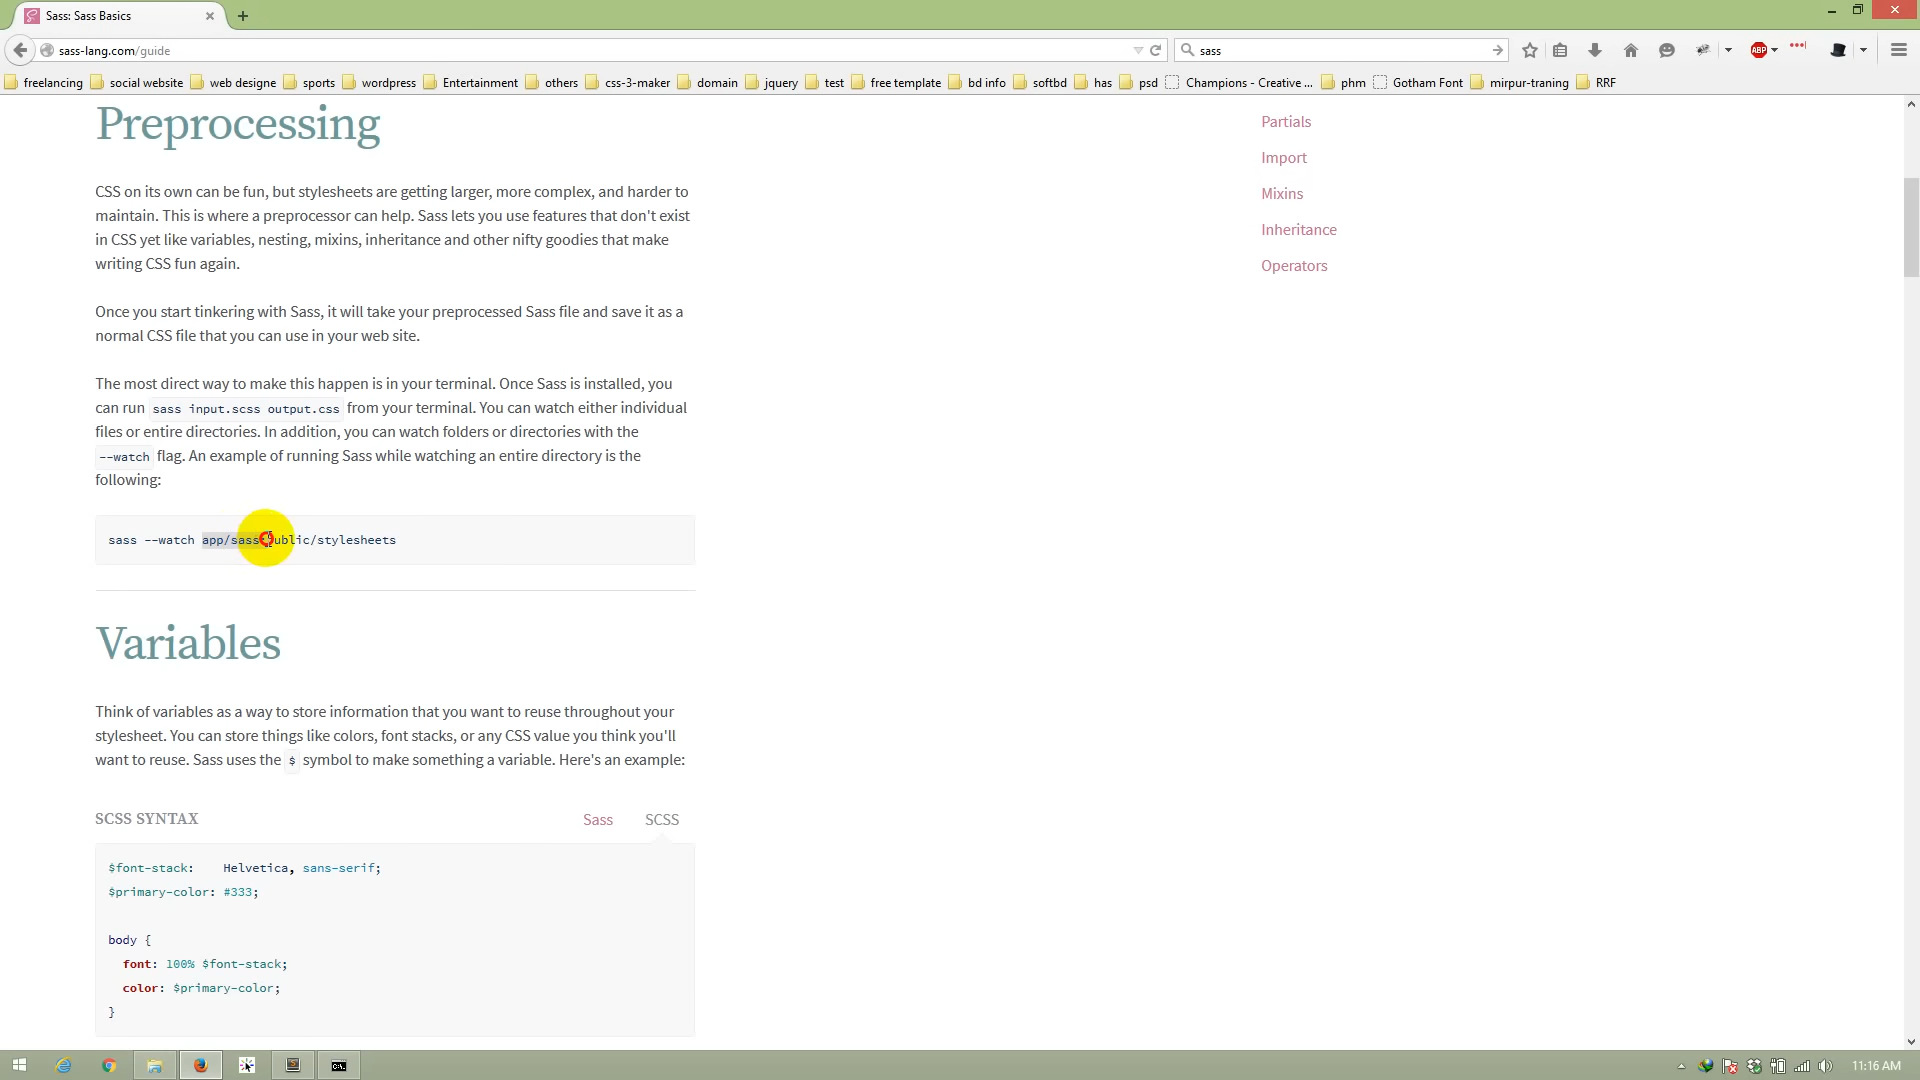 Sass: Sass Basics
sass-lang.com/guide
sass
ABP
freelancing social website web designe sports wordpress Entertainment others css-3-maker domain jquery test free template bd info softbd has psd Champions - Creative ... phm Gotham Font mirpur-traning RRF
Preprocessing
CSS on its own can be fun, but stylesheets are getting larger, more complex, and harder to
maintain. This is where a preprocessor can help. Sass lets you use features that don't exist
in CSS yet like variables, nesting, mixins, inheritance and other nifty goodies that make
writing CSS fun again.
Once you start tinkering with Sass, it will take your preprocessed Sass file and save it as a
normal CSS file that you can use in your web site.
The most direct way to make this happen is in your terminal. Once Sass is installed, you
can run sass input.scss output.css from your terminal. You can watch either individual
files or entire directories. In addition, you can watch folders or directories with the
--watch flag. An example of running Sass while watching an entire directory is the
following:
sass --watch app/sass:public/stylesheets
Variables
Think of variables as a way to store information that you want to reuse throughout your
stylesheet. You can store things like colors, font stacks, or any CSS value you think you'll
want to reuse. Sass uses the $ symbol to make something a variable. Here's an example:
SCSS SYNTAX
Sass SCSS
$font-stack: Helvetica, sans-serif;
$primary-color: #333;
body {
font: 100% $font-stack;
color: $primary-color;
}
Partials
Import
Mixins
Inheritance
Operators
11:16 AM